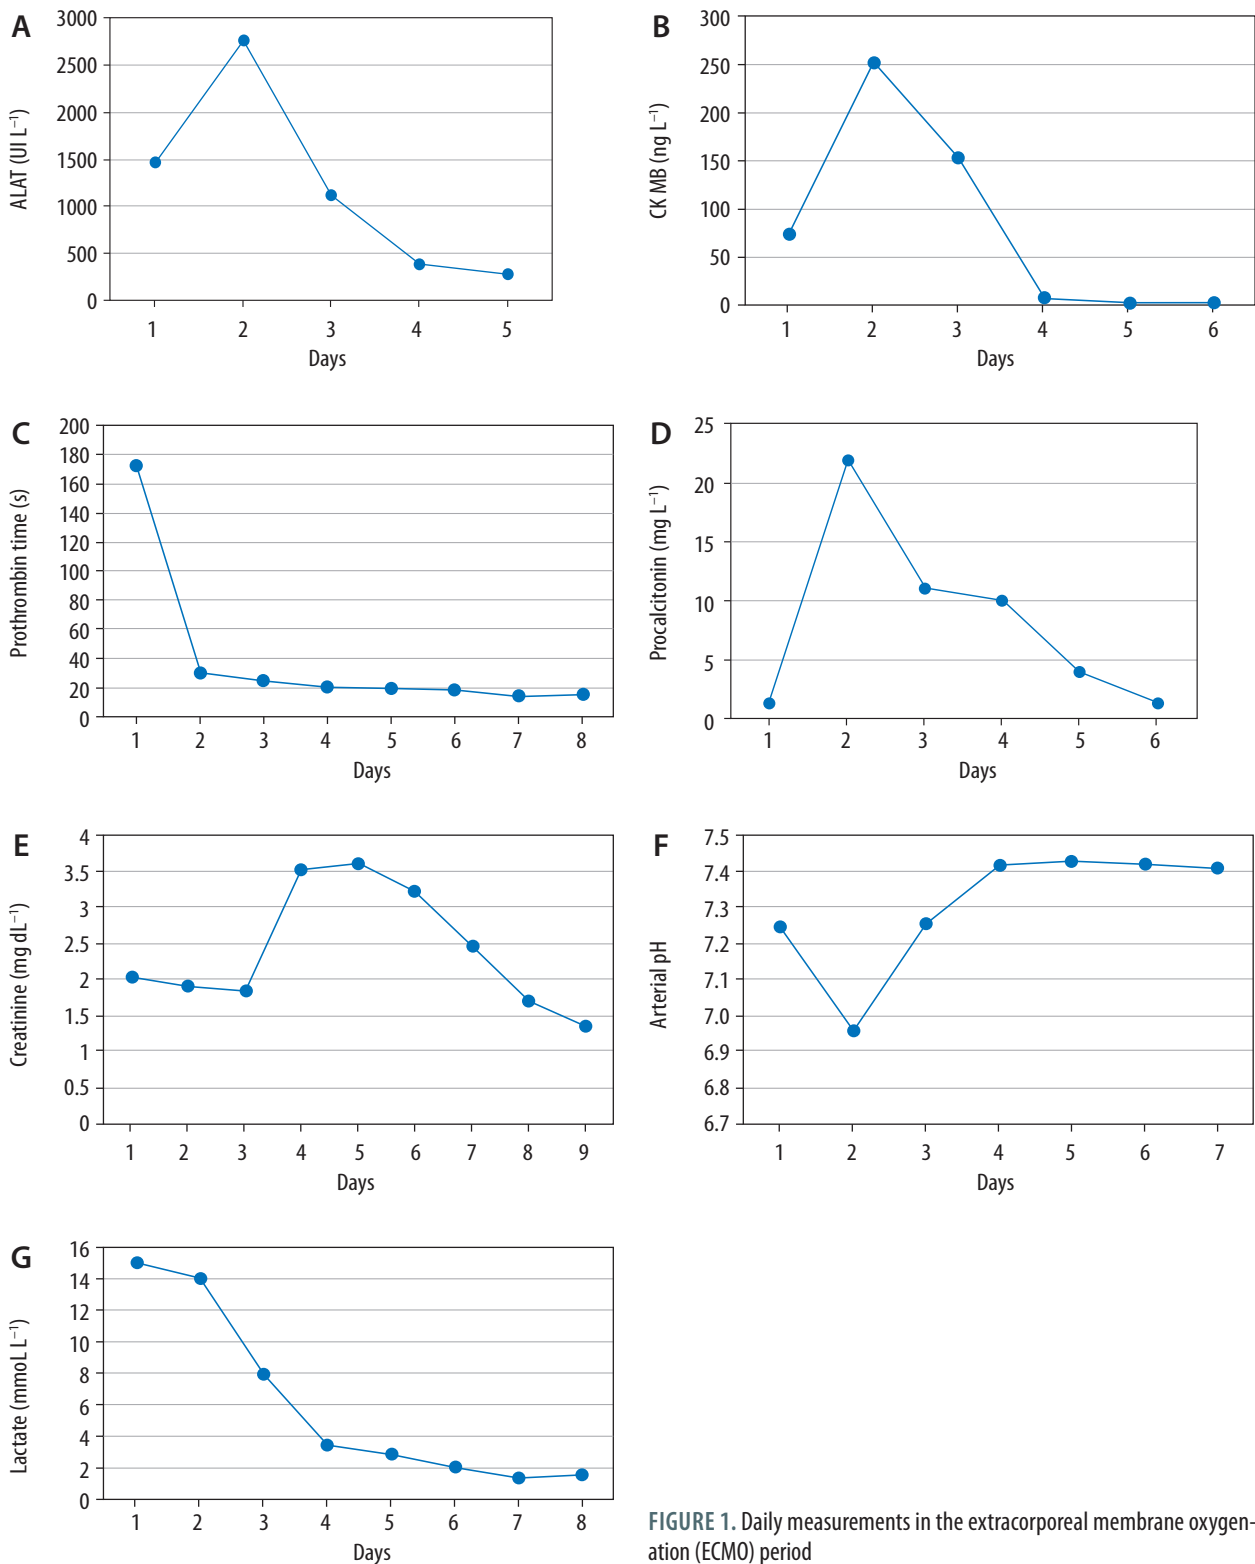 A
ALAT (UI L⁻¹)
3000
2500
2000
1500
1000
500
0
1 2 3 4 5
Days
B
CK MB (ng L⁻¹)
300
250
200
150
100
50
0
1 2 3 4 5 6
Days
C
Prothrombin time (s)
200
180
160
140
120
100
80
60
40
20
0
1 2 3 4 5 6 7 8
Days
D
Procalcitonin (mg L⁻¹)
25
20
15
10
5
0
1 2 3 4 5 6
Days
E
Creatinine (mg dL⁻¹)
4
3.5
3
2.5
2
1.5
1
0.5
0
1 2 3 4 5 6 7 8 9
Days
F
Arterial pH
7.5
7.4
7.3
7.2
7.1
7.0
6.9
6.8
6.7
1 2 3 4 5 6 7
Days
G
Lactate (mmoL L⁻¹)
16
14
12
10
8
6
4
2
0
1 2 3 4 5 6 7 8
Days
FIGURE 1. Daily measurements in the extracorporeal membrane oxygen-
ation (ECMO) period